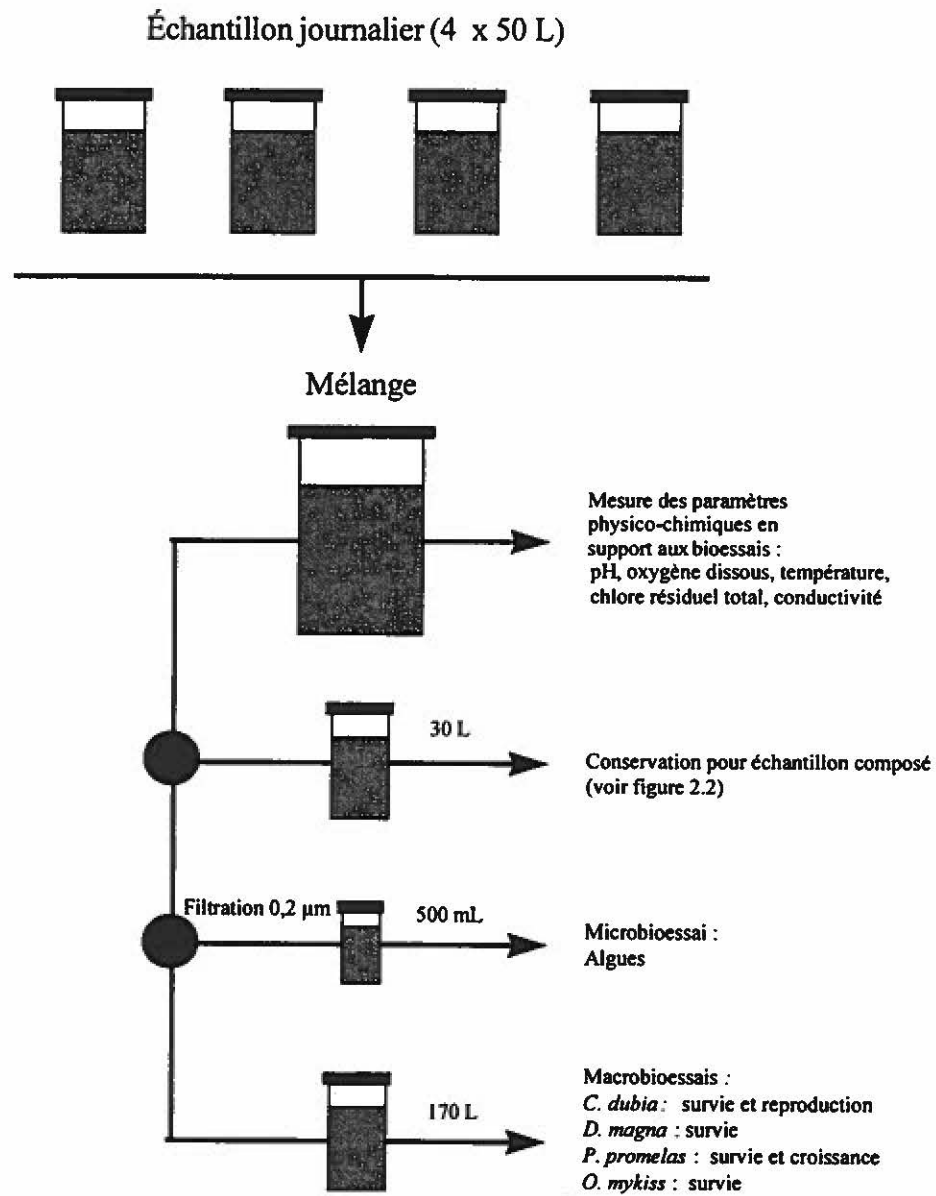 Échantillon journalier (4 x 50 L)
Mélange
Mesure des paramètres
physico-chimiques en
support aux bioessais :
pH, oxygène dissous, température,
chlore résiduel total, conductivité
30 L
Conservation pour échantillon composé
(voir figure 2.2)
Filtration 0,2 µm
500 mL
Microbioessai :
Algues
170 L
Macrobioessais :
C. dubia : survie et reproduction
D. magna : survie
P. promelas : survie et croissance
O. mykiss : survie